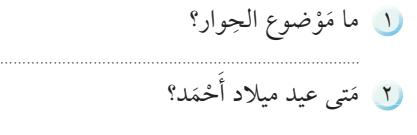 ١ ما مَوْضوع الحِوار؟
٢ مَتى عيد ميلاد أَحْمَد؟